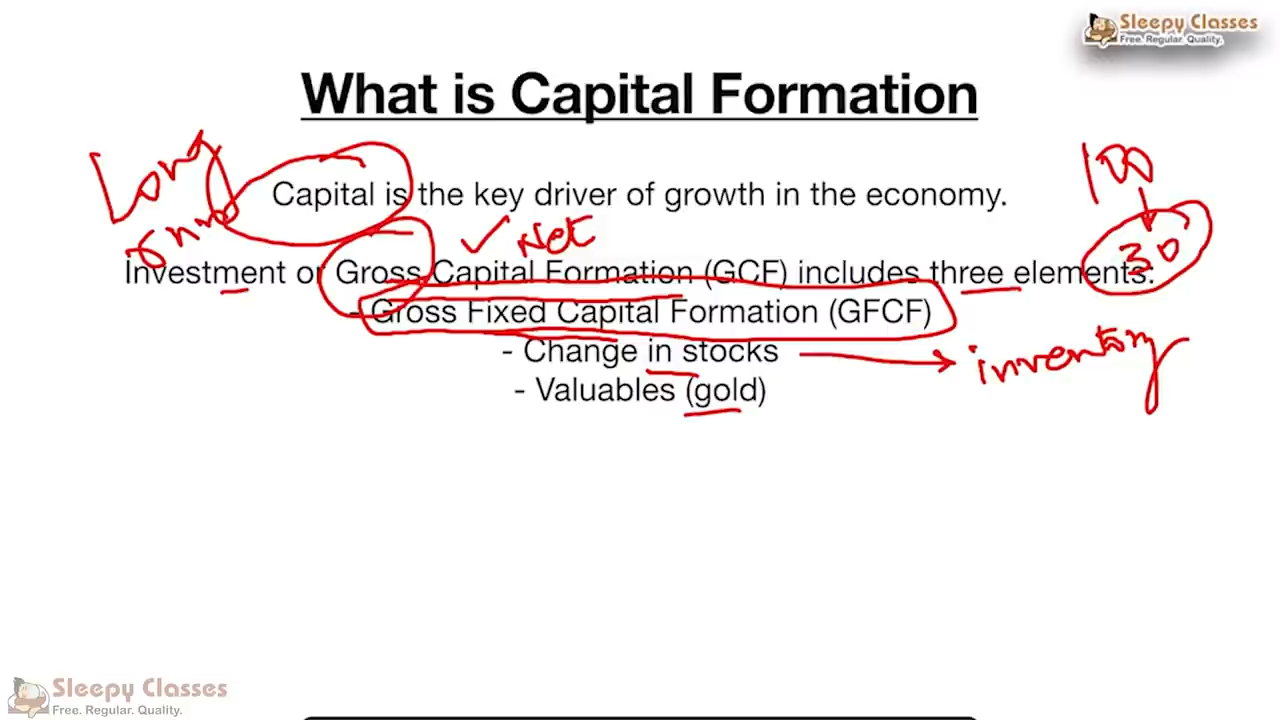 Sleepy Classes
Free. Regular. Quality.
What is Capital Formation
Long
run
100
Capital is the key driver of growth in the economy.
Net
30
Investment or Gross Capital Formation (GCF) includes three elements:
- Gross Fixed Capital Formation (GFCF)
- Change in stocks
inventory
- Valuables (gold)
Sleepy Classes
Free. Regular. Quality.